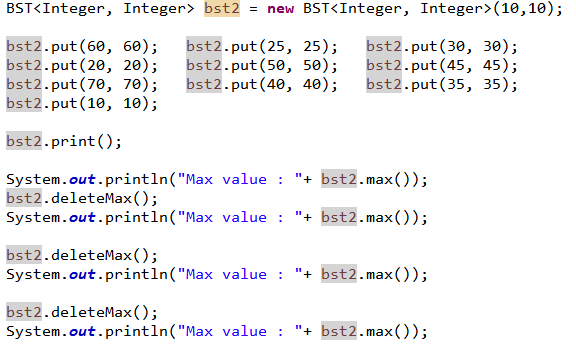 BST<Integer, Integer> bst2 = new BST<Integer, Integer>(10,10);
bst2.put(60, 60);   bst2.put(25, 25);   bst2.put(30, 30);
bst2.put(20, 20);   bst2.put(50, 50);   bst2.put(45, 45);
bst2.put(70, 70);   bst2.put(40, 40);   bst2.put(35, 35);
bst2.put(10, 10);
bst2.print();
System.out.println("Max value : "+ bst2.max());
bst2.deleteMax();
System.out.println("Max value : "+ bst2.max());
bst2.deleteMax();
System.out.println("Max value : "+ bst2.max());
bst2.deleteMax();
System.out.println("Max value : "+ bst2.max());